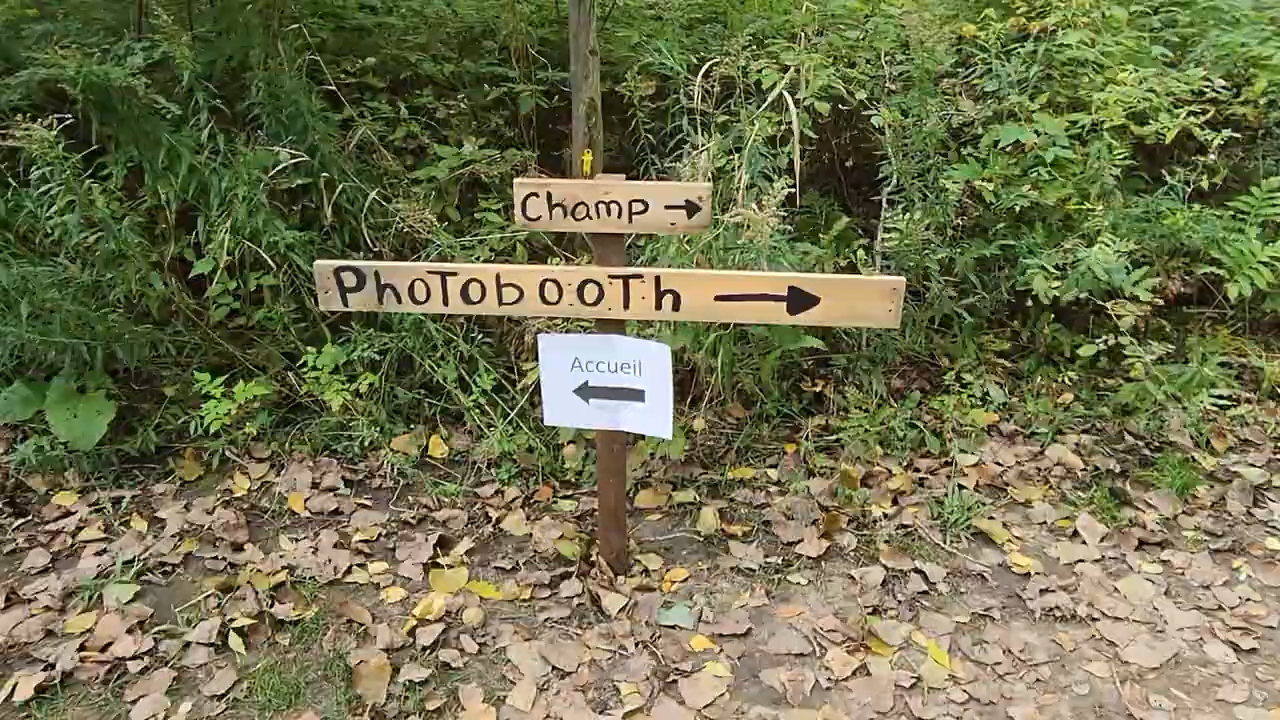 Champ →
PhoTobooTh →
Accueil
←